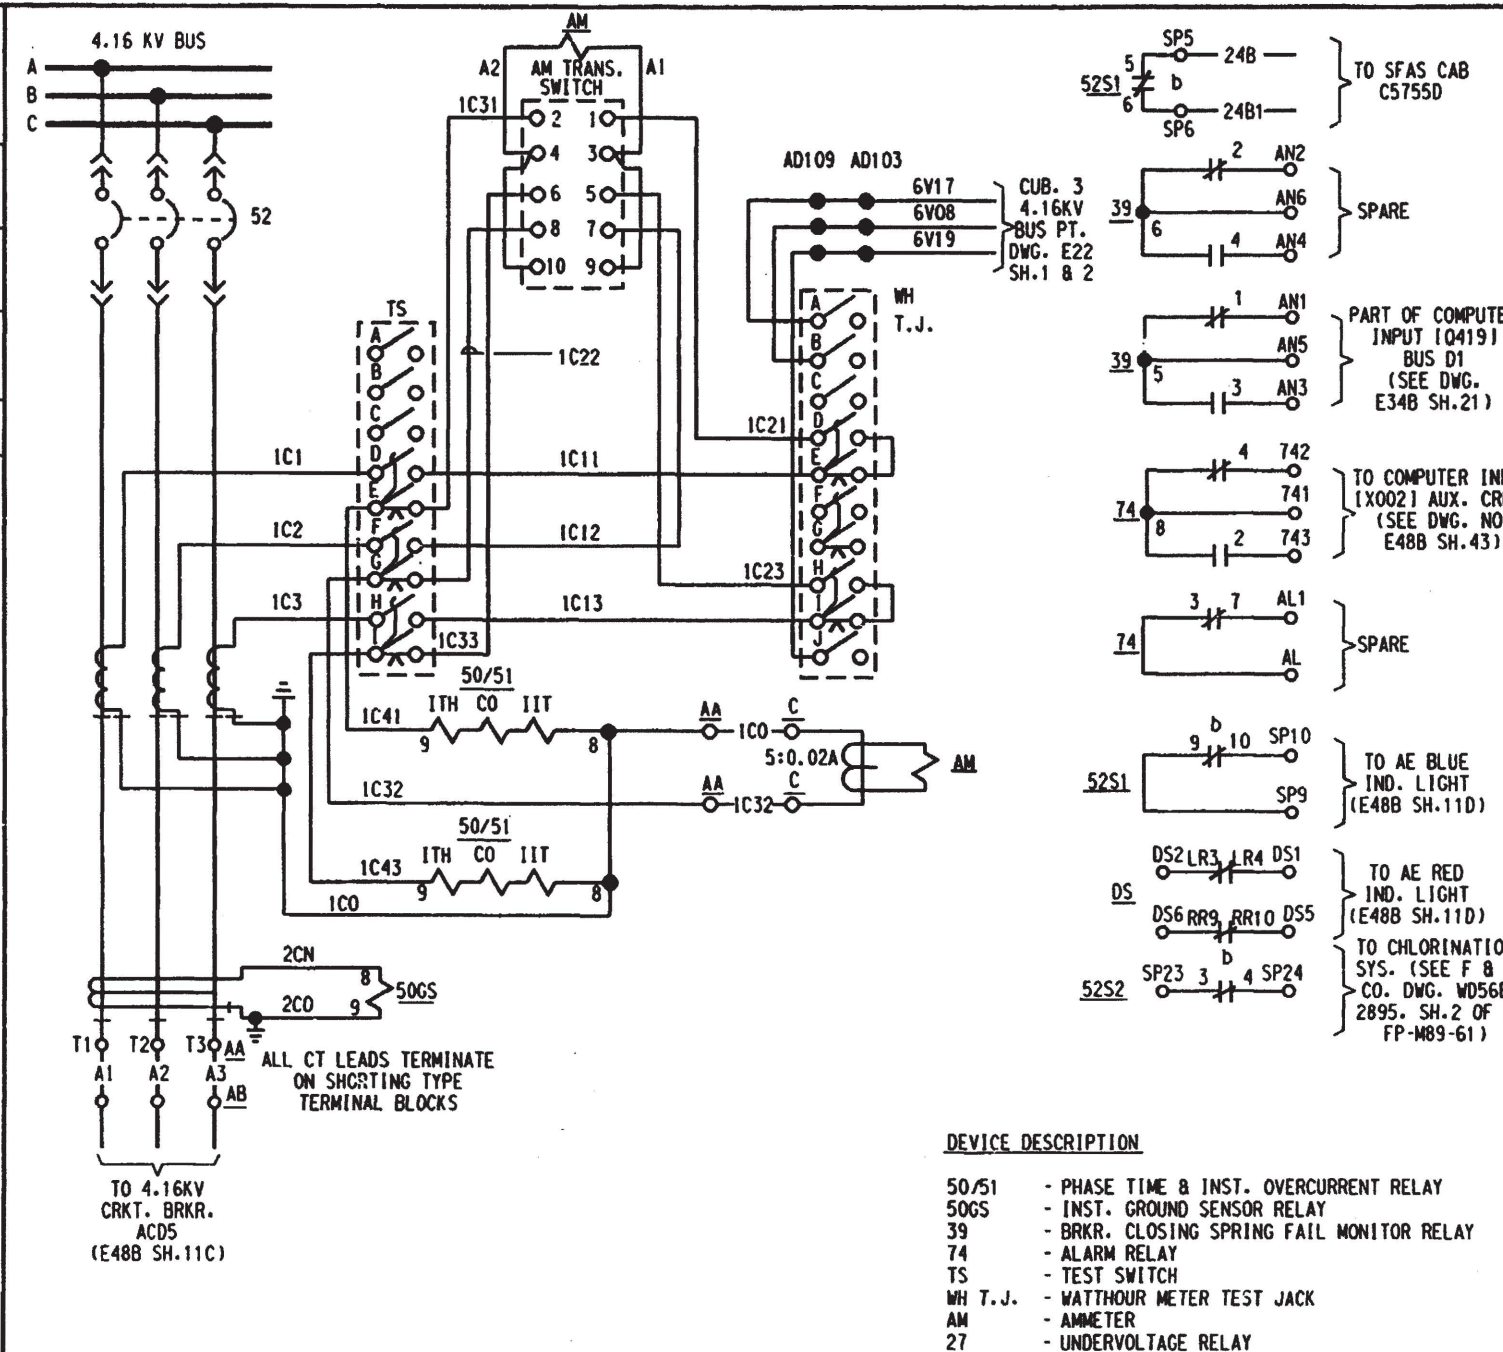 4.16 KV BUS
A
B
C
52
AM
A2
A1
AM TRANS.
SWITCH
1C31
2 1
4 3
6 5
8 7
10 9
TS
A
B
C
D
E
F
G
H
I
1C22
1C1
1C2
1C3
1C11
1C12
1C13
1C21
1C23
1C33
AD109 AD103
6V17
6V08
6V19
CUB. 3
4.16KV
BUS PT.
DWG. E22
SH.1 & 2
WH
T.J.
A
B
C
D
E
F
G
H
I
J
50/51
ITH CO IIT
1C41
9
8
AA
1C0
C
5:0.02A
AM
1C32
AA
1C32
C
50/51
ITH CO IIT
1C43
9
8
1C0
2CN
8
50GS
2C0
9
T1 T2 T3 AA
A1 A2 A3
AB
ALL CT LEADS TERMINATE
ON SHORTING TYPE
TERMINAL BLOCKS
TO 4.16KV
CRKT. BRKR.
ACD5
(E48B SH.11C)
SP5
5
24B
52S1
b
6
24B1
SP6
TO SFAS CAB
C5755D
2 AN2
39
AN6
6
4 AN4
SPARE
1 AN1
39
AN5
5
3 AN3
PART OF COMPUTE
INPUT [Q419]
BUS D1
(SEE DWG.
E34B SH.21)
4 742
74
741
8
2 743
TO COMPUTER IN
[X002] AUX. CR
(SEE DWG. NO
E48B SH.43)
3 7 AL1
74
AL
SPARE
b
9 10 SP10
52S1
SP9
TO AE BLUE
IND. LIGHT
(E48B SH.11D)
DS2 LR3 LR4 DS1
DS
DS6 RR9 RR10 DS5
TO AE RED
IND. LIGHT
(E48B SH.11D)
b
52S2
SP23 3 4 SP24
TO CHLORINATIO
SYS. (SEE F &
CO. DWG. WD56
2895. SH.2 OF
FP-M89-61)
DEVICE DESCRIPTION
50/51 - PHASE TIME & INST. OVERCURRENT RELAY
50GS - INST. GROUND SENSOR RELAY
39 - BRKR. CLOSING SPRING FAIL MONITOR RELAY
74 - ALARM RELAY
TS - TEST SWITCH
WH T.J. - WATTHOUR METER TEST JACK
AM - AMMETER
27 - UNDERVOLTAGE RELAY